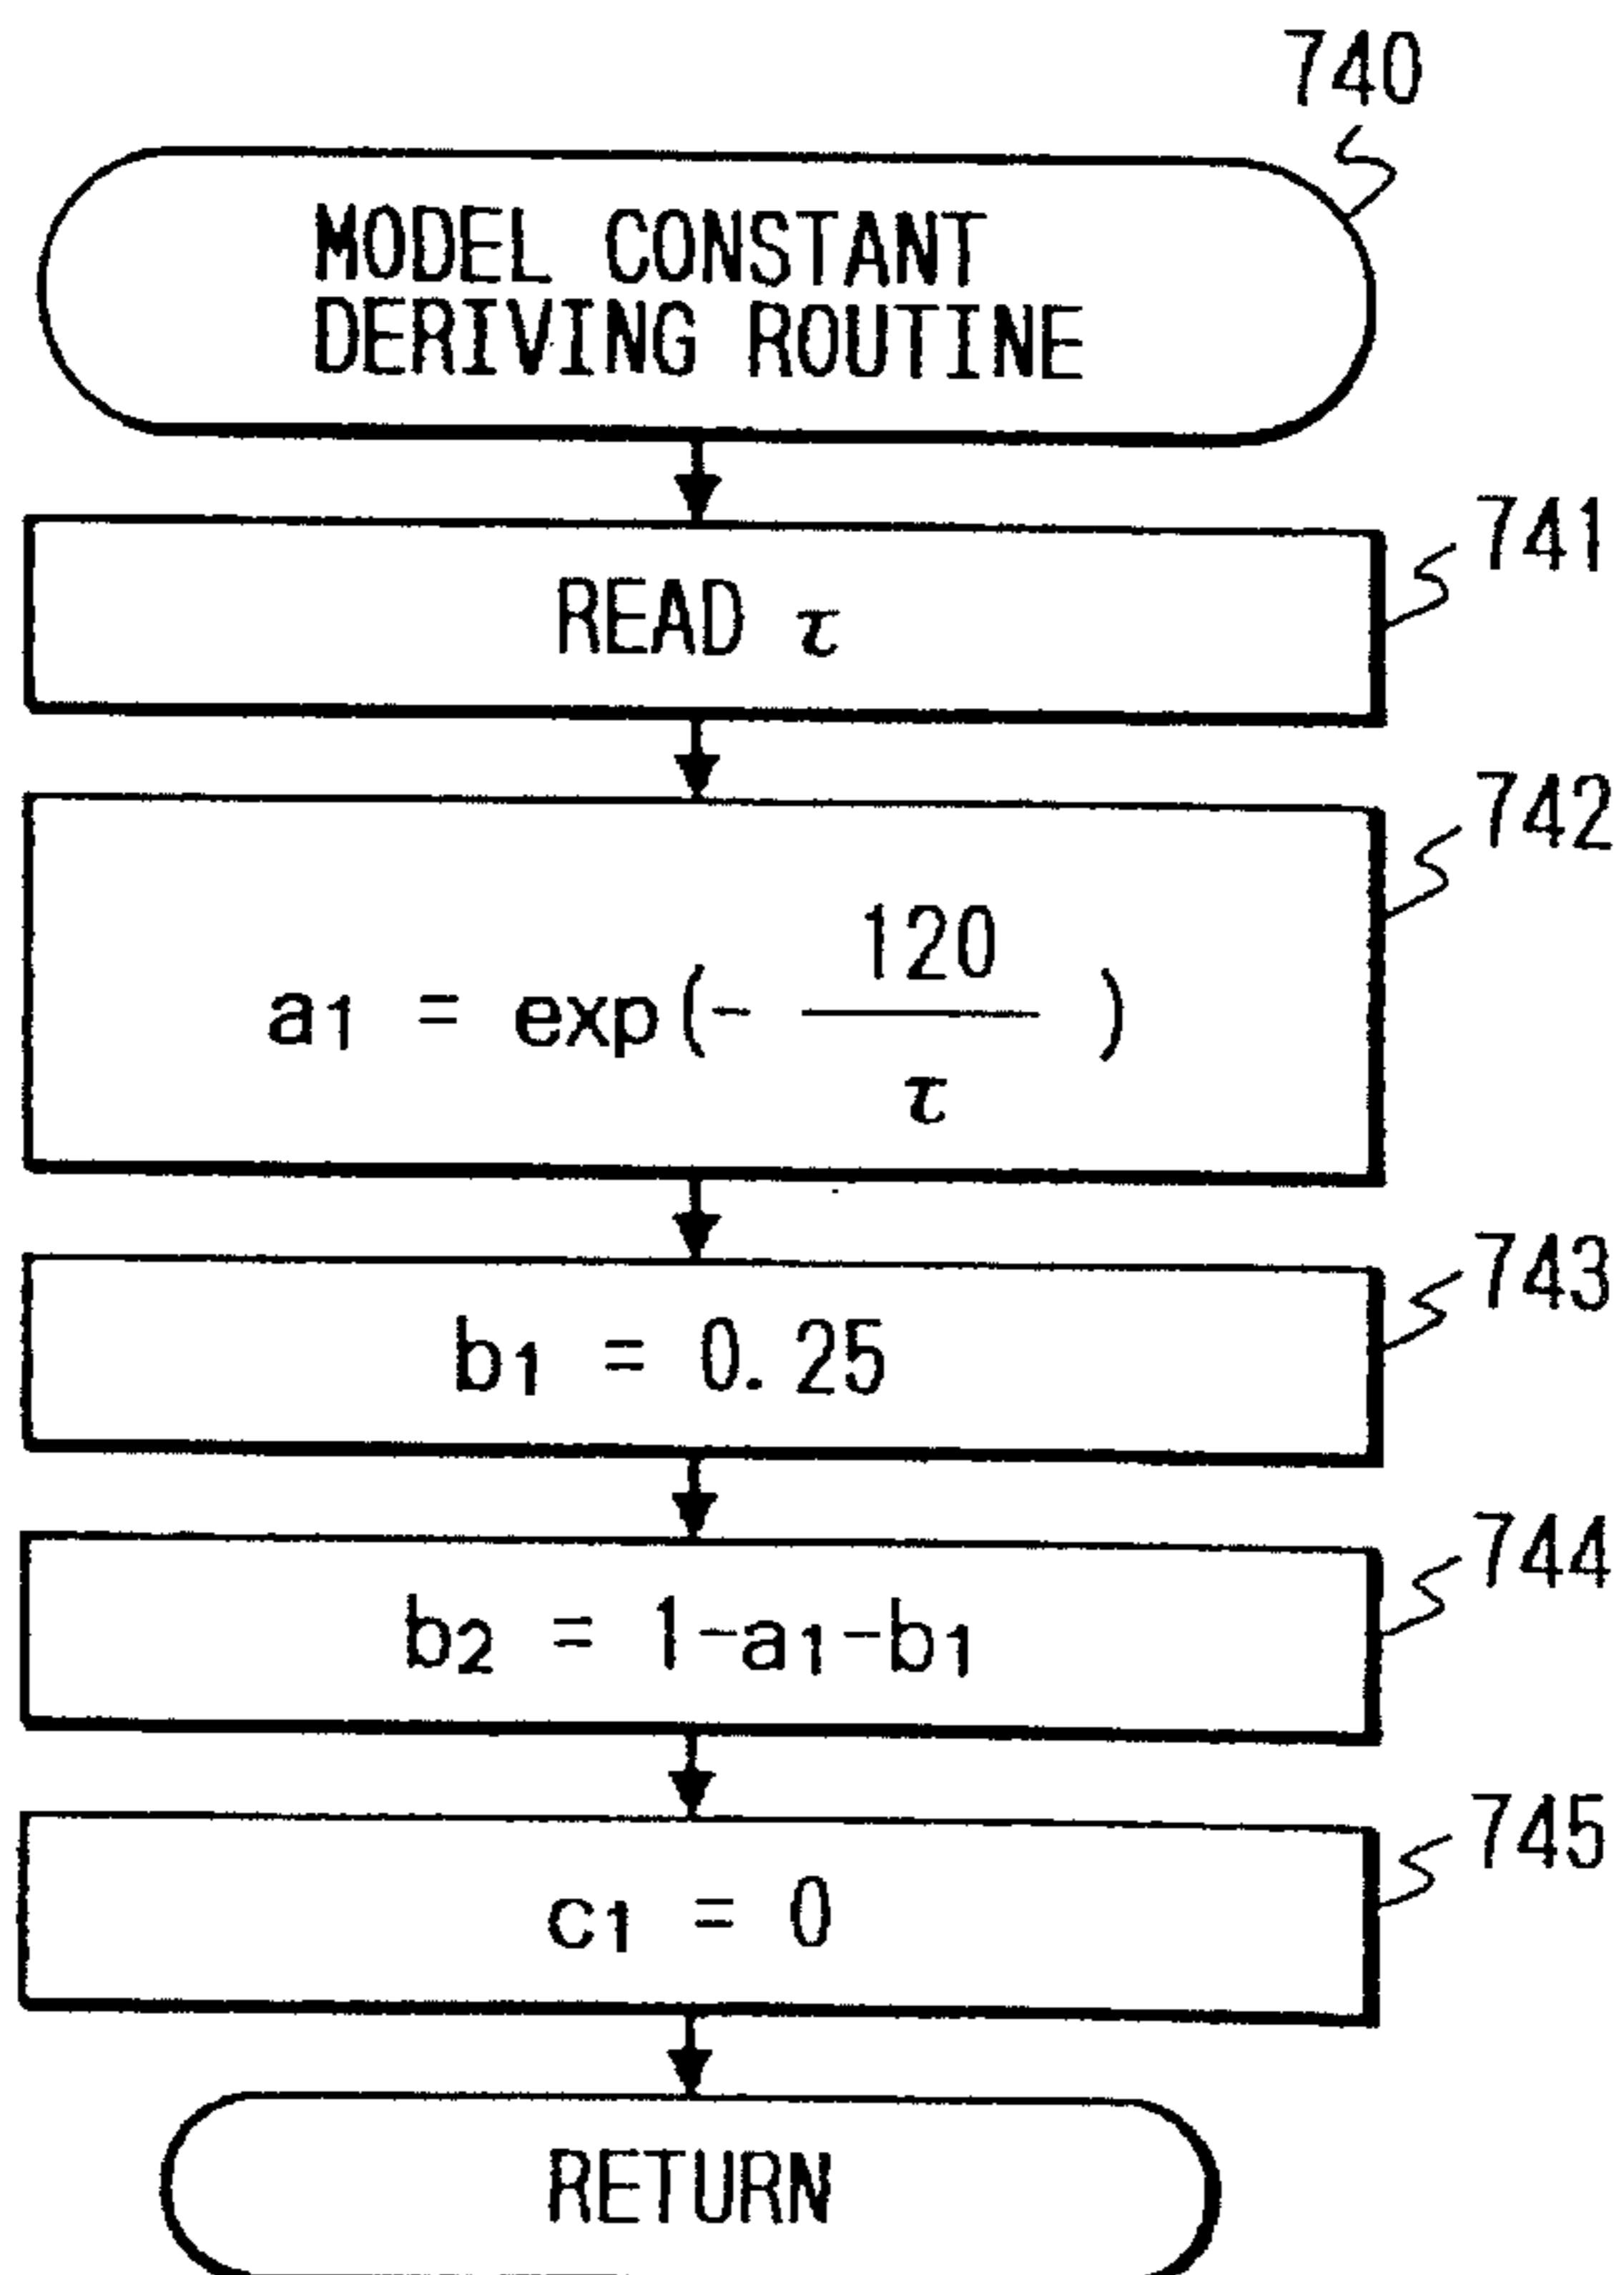 740
MODEL CONSTANT
DERIVING ROUTINE
741
READ τ
742
a1 = exp(- 120/τ )
743
b1 = 0.25
744
b2 = 1-a1-b1
745
c1 = 0
RETURN